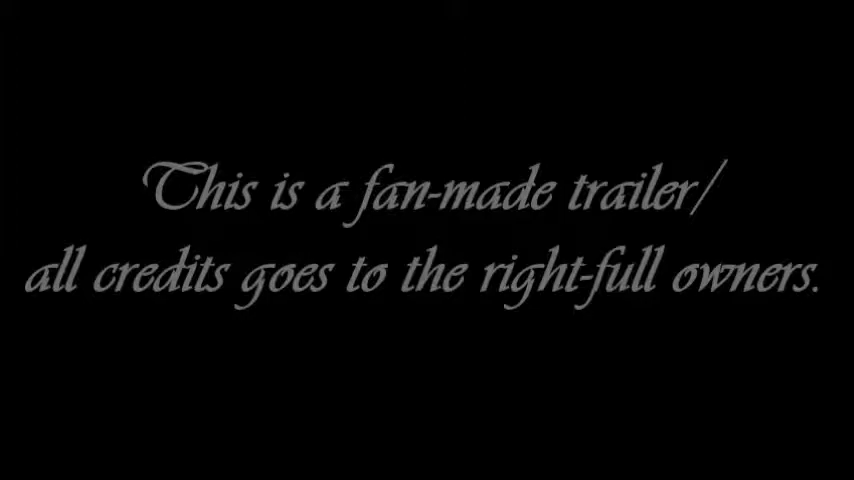 This is a fan-made trailer/
all credits goes to the right-full owners.